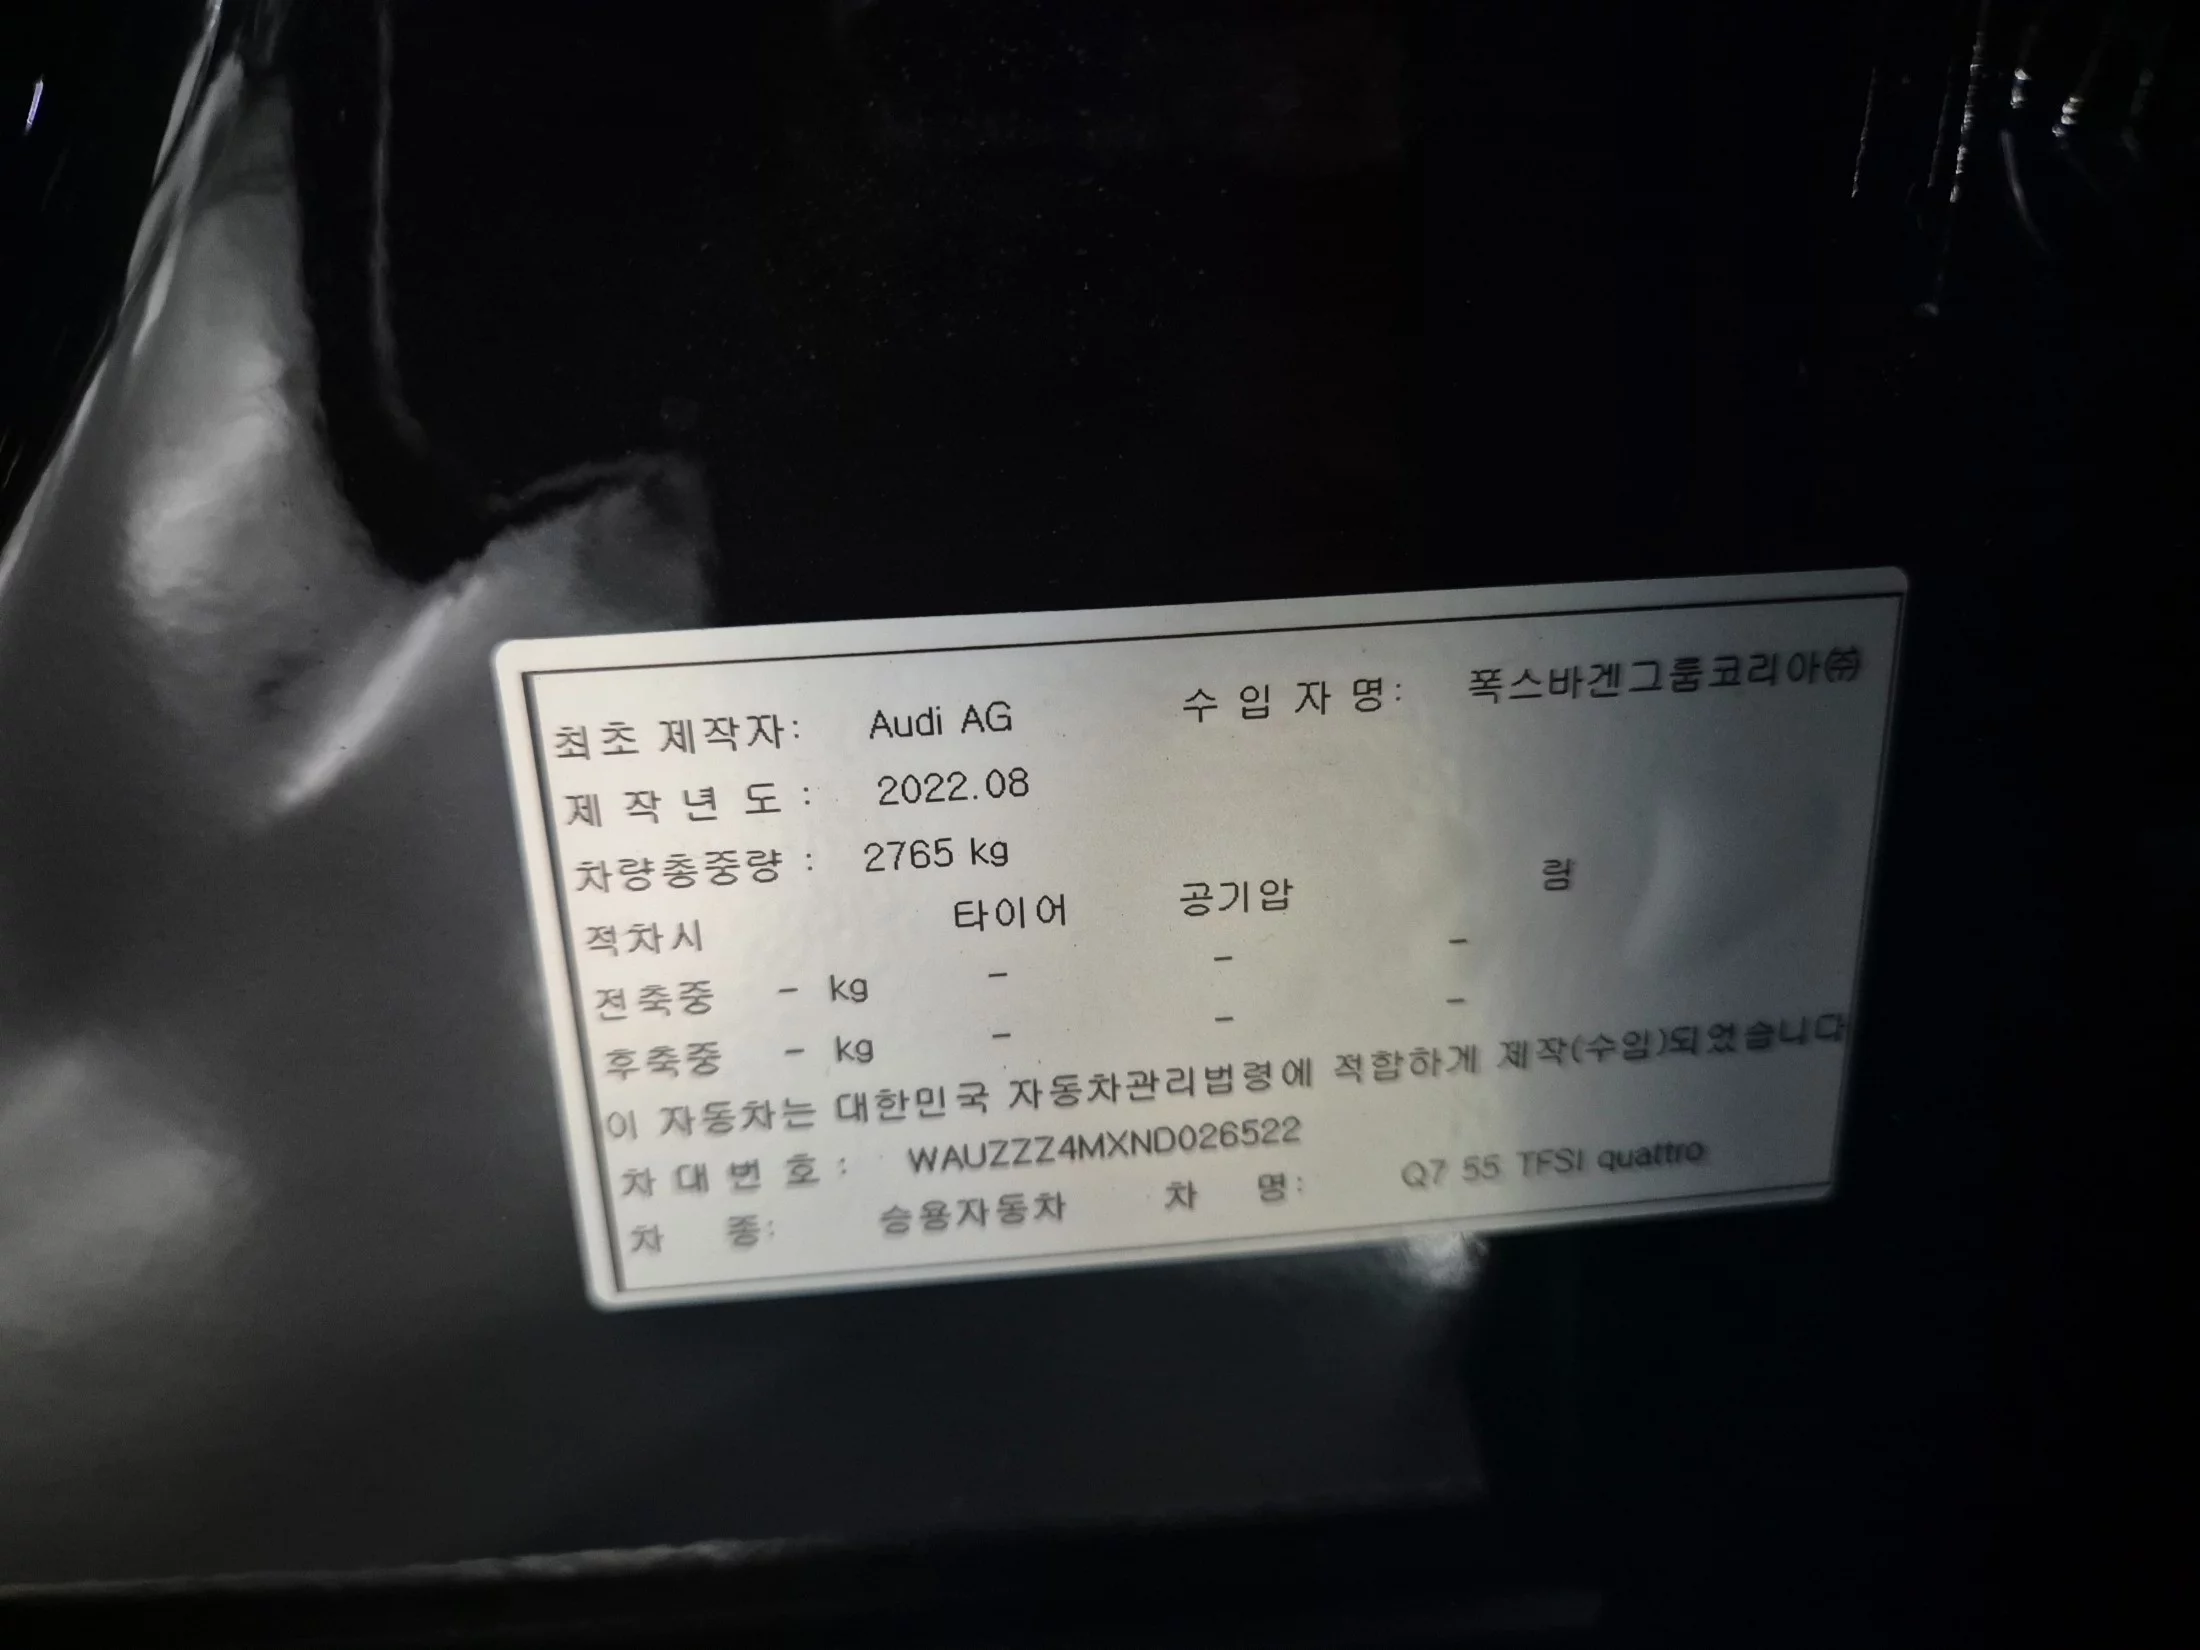 최초 제작자: Audi AG 수 입 자 명: 폭스바겐그룹코리아㈜
제 작 년 도 : 2022.08
차량총중량 : 2765 kg
적차시 타이어 공기압 림
전축중 - kg - - -
후축중 - kg - - -
이 자동차는 대한민국 자동차관리법령에 적합하게 제작(수입)되었습니다
차 대 번 호 : WAUZZZ4MXND026522
차 종: 승용자동차 차 명: Q7 55 TFSI quattro